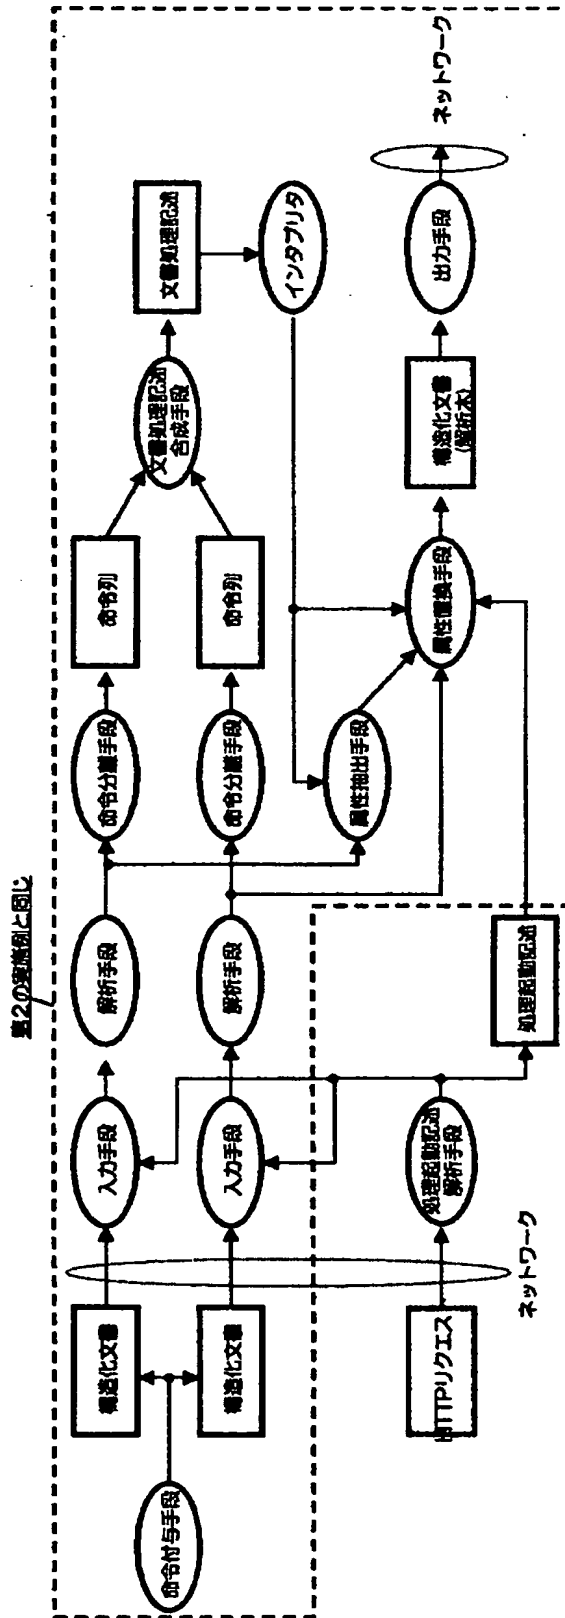 第2の実施例と同じ
命令付与手段
構造化文書
構造化文書
入力手段
入力手段
解析手段
解析手段
命令分離手段
命令分離手段
命令列
命令列
文書処理記述
合成手段
文書処理記述
インタプリタ
属性抽出手段
属性置換手段
構造化文書
(解析木)
出力手段
ネットワーク
HTTPリクエス
ネットワーク
処理起動記述
解析手段
処理起動記述